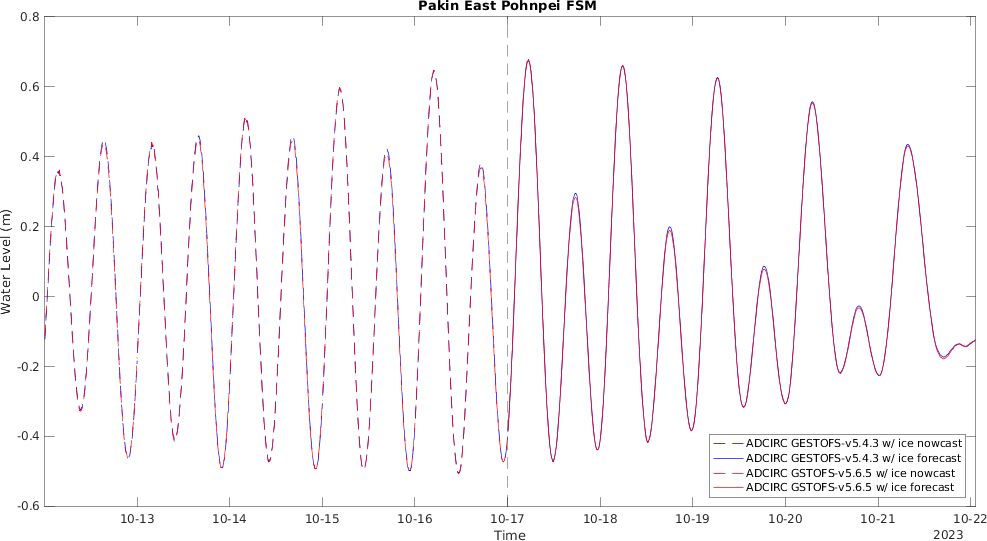 Pakin East Pohnpei FSM
0.8
0.6
0.4
0.2
0
-0.2
-0.4
-0.6
Water Level (m)
ADCIRC GESTOFS-v5.4.3 w/ ice nowcast
ADCIRC GESTOFS-v5.4.3 w/ ice forecast
ADCIRC GSTOFS-v5.6.5 w/ ice nowcast
ADCIRC GSTOFS-v5.6.5 w/ ice forecast
10-13 10-14 10-15 10-16 10-17 10-18 10-19 10-20 10-21 10-22
Time
2023